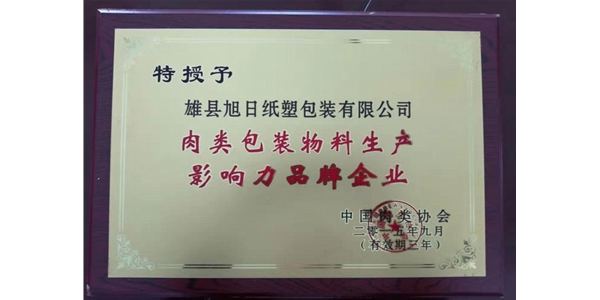 特授予
雄县旭日纸塑包装有限公司
肉类包装物料生产
影响力品牌企业
中国肉类协会
二零一五年九月
（有效期三年）